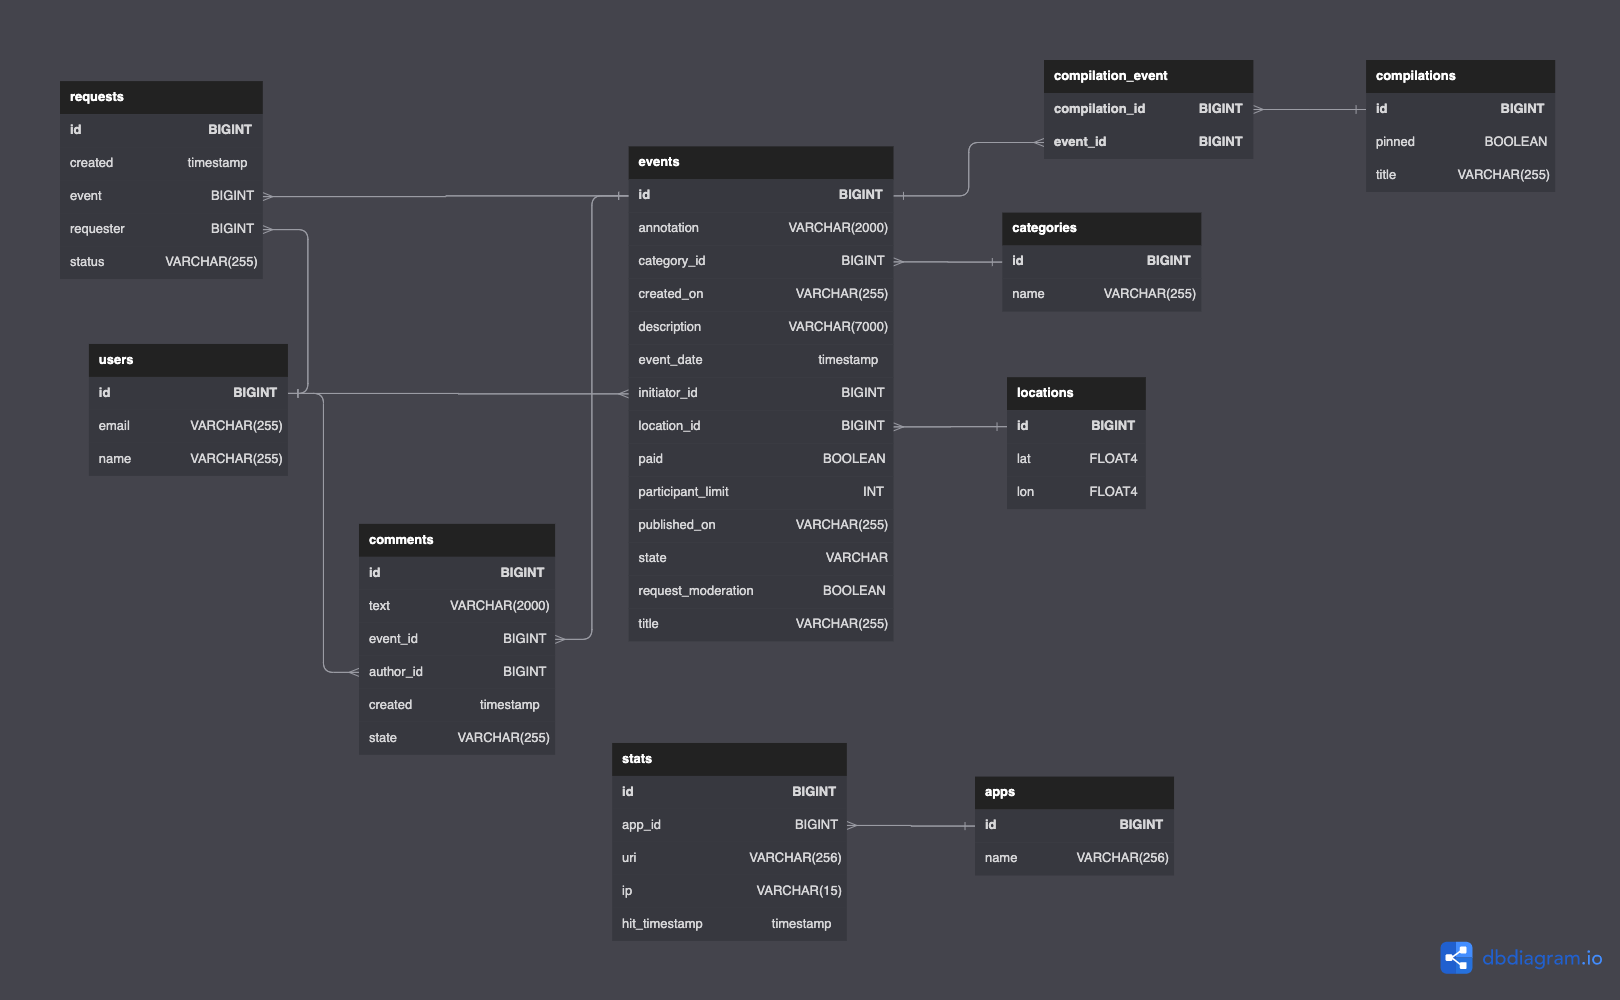 requests
id BIGINT
created timestamp
event BIGINT
requester BIGINT
status VARCHAR(255)
users
id BIGINT
email VARCHAR(255)
name VARCHAR(255)
comments
id BIGINT
text VARCHAR(2000)
event_id BIGINT
author_id BIGINT
created timestamp
state VARCHAR(255)
events
id BIGINT
annotation VARCHAR(2000)
category_id BIGINT
created_on VARCHAR(255)
description VARCHAR(7000)
event_date timestamp
initiator_id BIGINT
location_id BIGINT
paid BOOLEAN
participant_limit INT
published_on VARCHAR(255)
state VARCHAR
request_moderation BOOLEAN
title VARCHAR(255)
compilation_event
compilation_id BIGINT
event_id BIGINT
compilations
id BIGINT
pinned BOOLEAN
title VARCHAR(255)
categories
id BIGINT
name VARCHAR(255)
locations
id BIGINT
lat FLOAT4
lon FLOAT4
stats
id BIGINT
app_id BIGINT
uri VARCHAR(256)
ip VARCHAR(15)
hit_timestamp timestamp
apps
id BIGINT
name VARCHAR(256)
dbdiagram.io